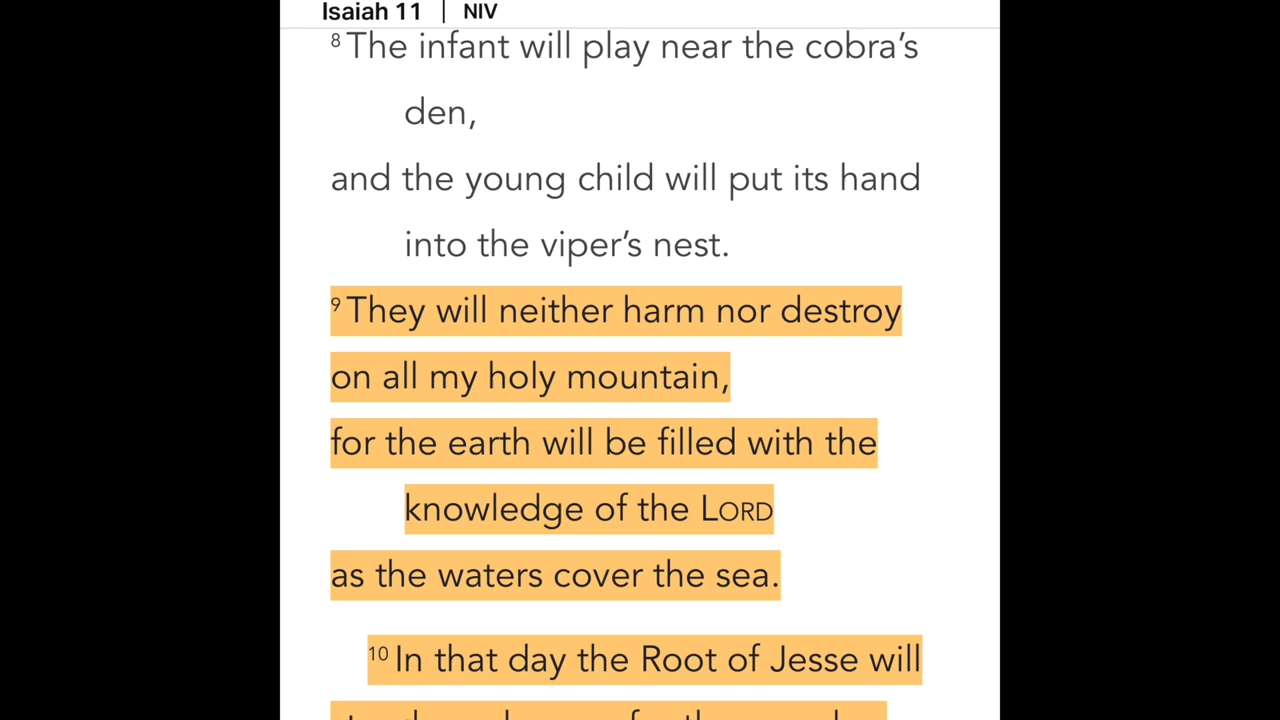 Isaiah 11 | NIV
8 The infant will play near the cobra's
den,
and the young child will put its hand
into the viper's nest.
9 They will neither harm nor destroy
on all my holy mountain,
for the earth will be filled with the
knowledge of the LORD
as the waters cover the sea.
10 In that day the Root of Jesse will